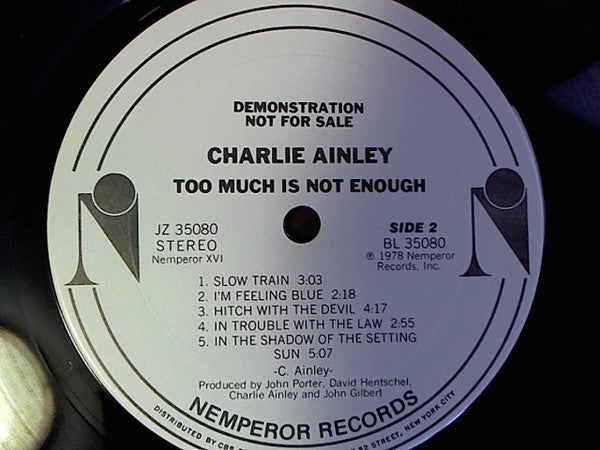 DEMONSTRATION
NOT FOR SALE
CHARLIE AINLEY
TOO MUCH IS NOT ENOUGH
JZ 35080
STEREO
Nemperor XVI
SIDE 2
BL 35080
℗ 1978 Nemperor
Records, Inc.
1. SLOW TRAIN 3:03
2. I'M FEELING BLUE 2:18
3. HITCH WITH THE DEVIL 4:17
4. IN TROUBLE WITH THE LAW 2:55
5. IN THE SHADOW OF THE SETTING
SUN 5:07
-C. Ainley-
Produced by John Porter, David Hentschel,
Charlie Ainley and John Gilbert
NEMPEROR RECORDS
DISTRIBUTED BY CBS 52 STREET, NEW YORK CITY